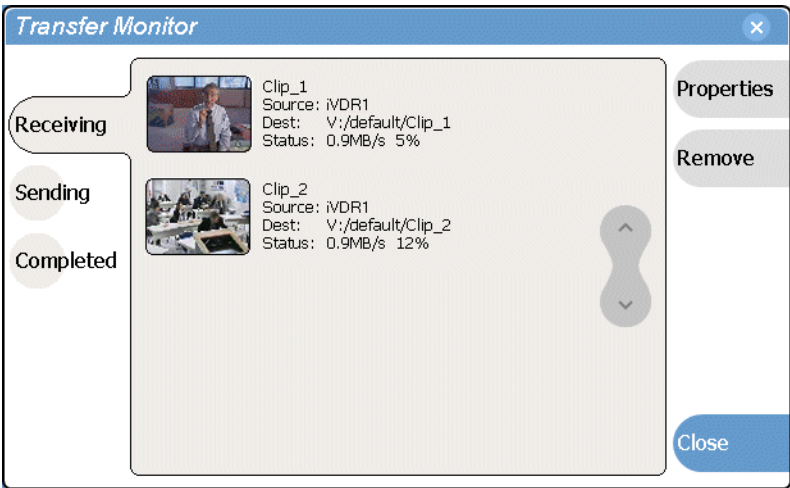 Transfer Monitor
Receiving
Sending
Completed
Clip_1
Source: iVDR1
Dest: V:/default/Clip_1
Status: 0.9MB/s 5%
Clip_2
Source: iVDR1
Dest: V:/default/Clip_2
Status: 0.9MB/s 12%
Properties
Remove
Close